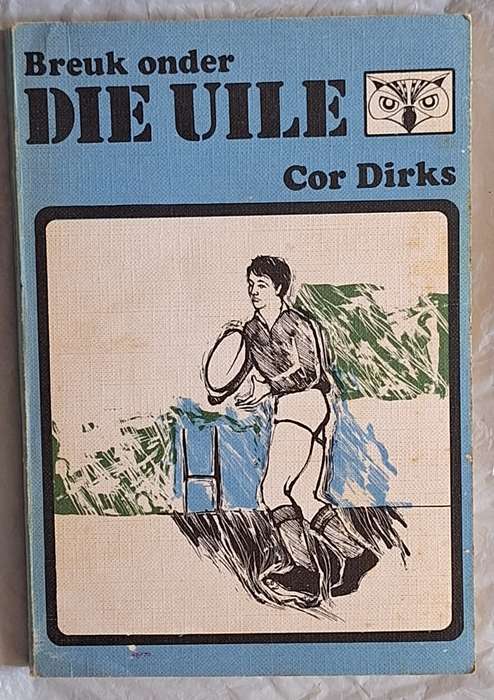 Breuk onder
DIE UILE
Cor Dirks